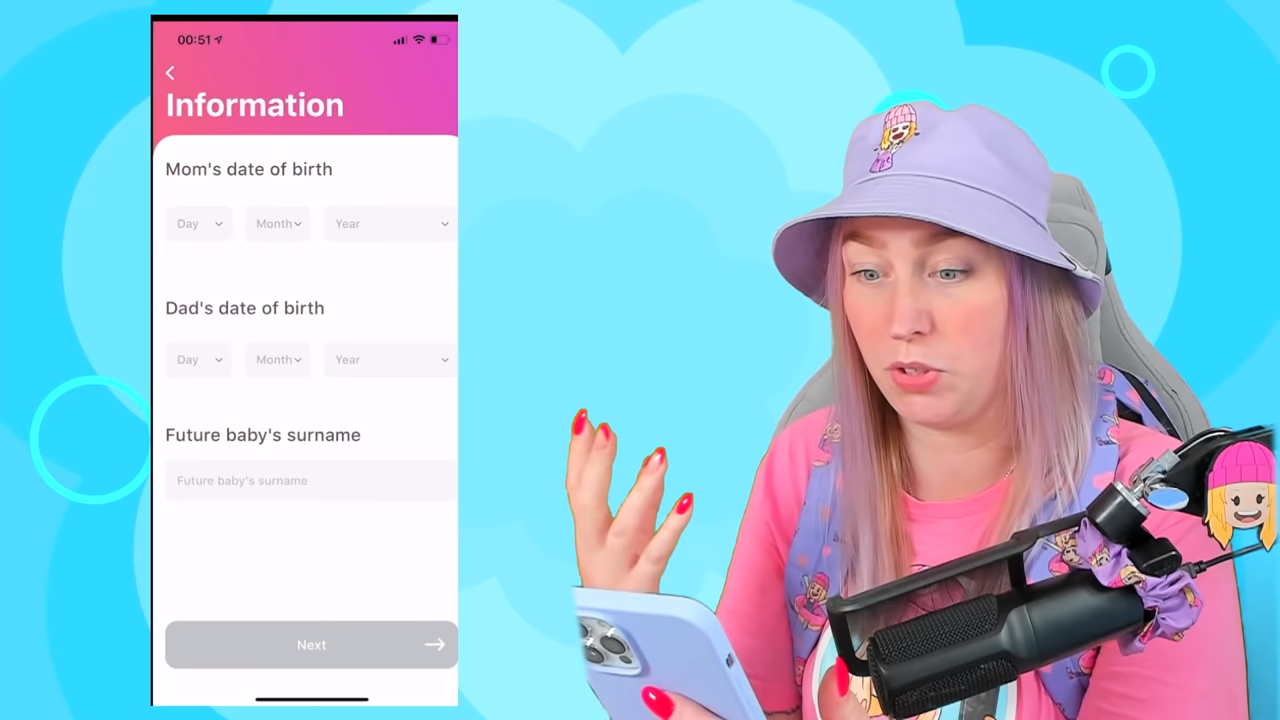 00:51
Information
Mom's date of birth
Day Month Year
Dad's date of birth
Day Month Year
Future baby's surname
Future baby's surname
Next